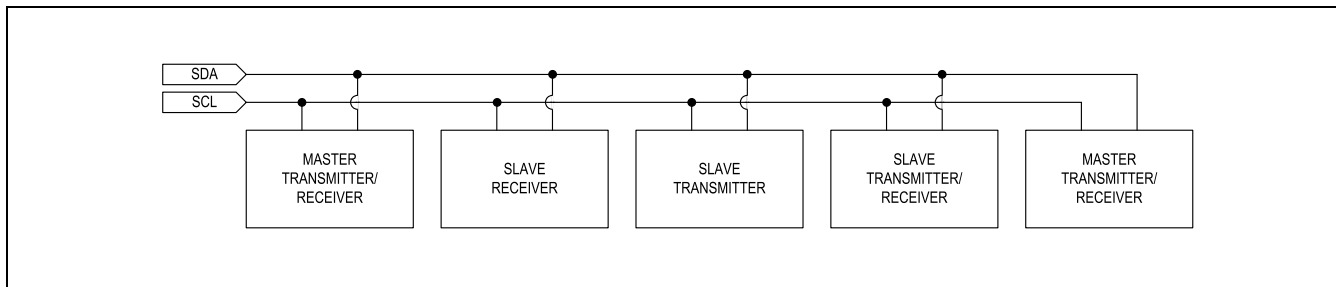 SDA
SCL
MASTER
TRANSMITTER/
RECEIVER
SLAVE
RECEIVER
SLAVE
TRANSMITTER
SLAVE
TRANSMITTER/
RECEIVER
MASTER
TRANSMITTER/
RECEIVER